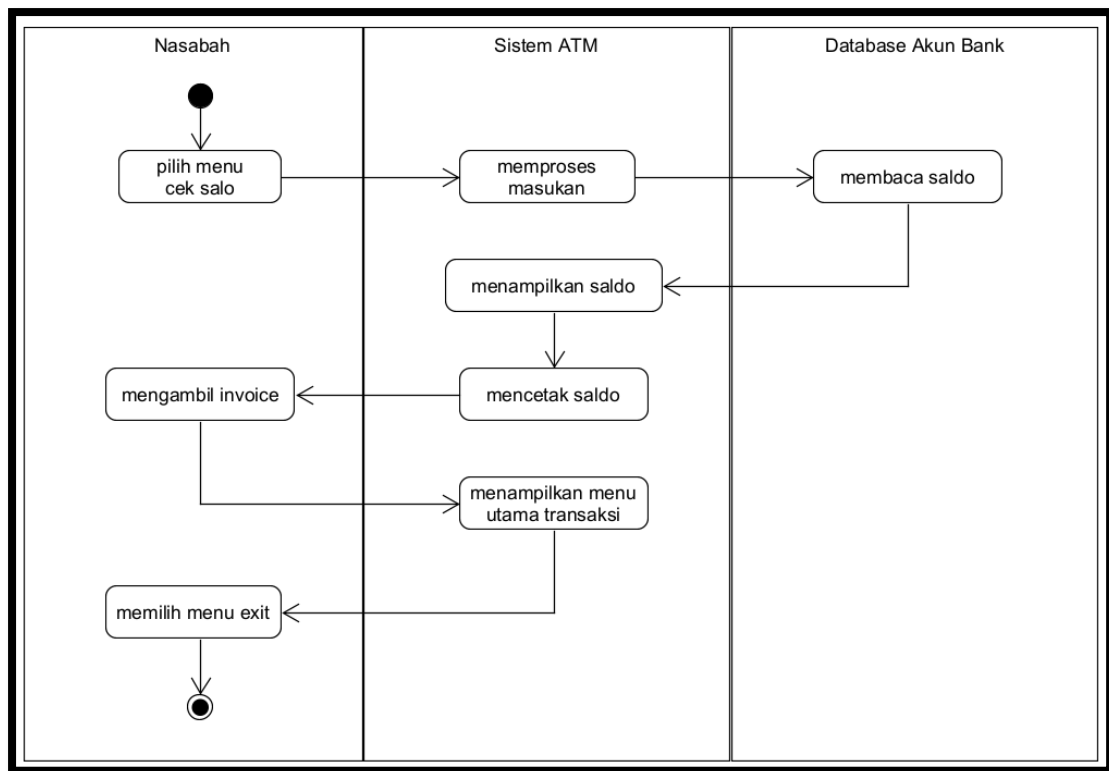 Nasabah
Sistem ATM
Database Akun Bank
pilih menu
cek salo
memproses
masukan
membaca saldo
menampilkan saldo
mengambil invoice
mencetak saldo
menampilkan menu
utama transaksi
memilih menu exit